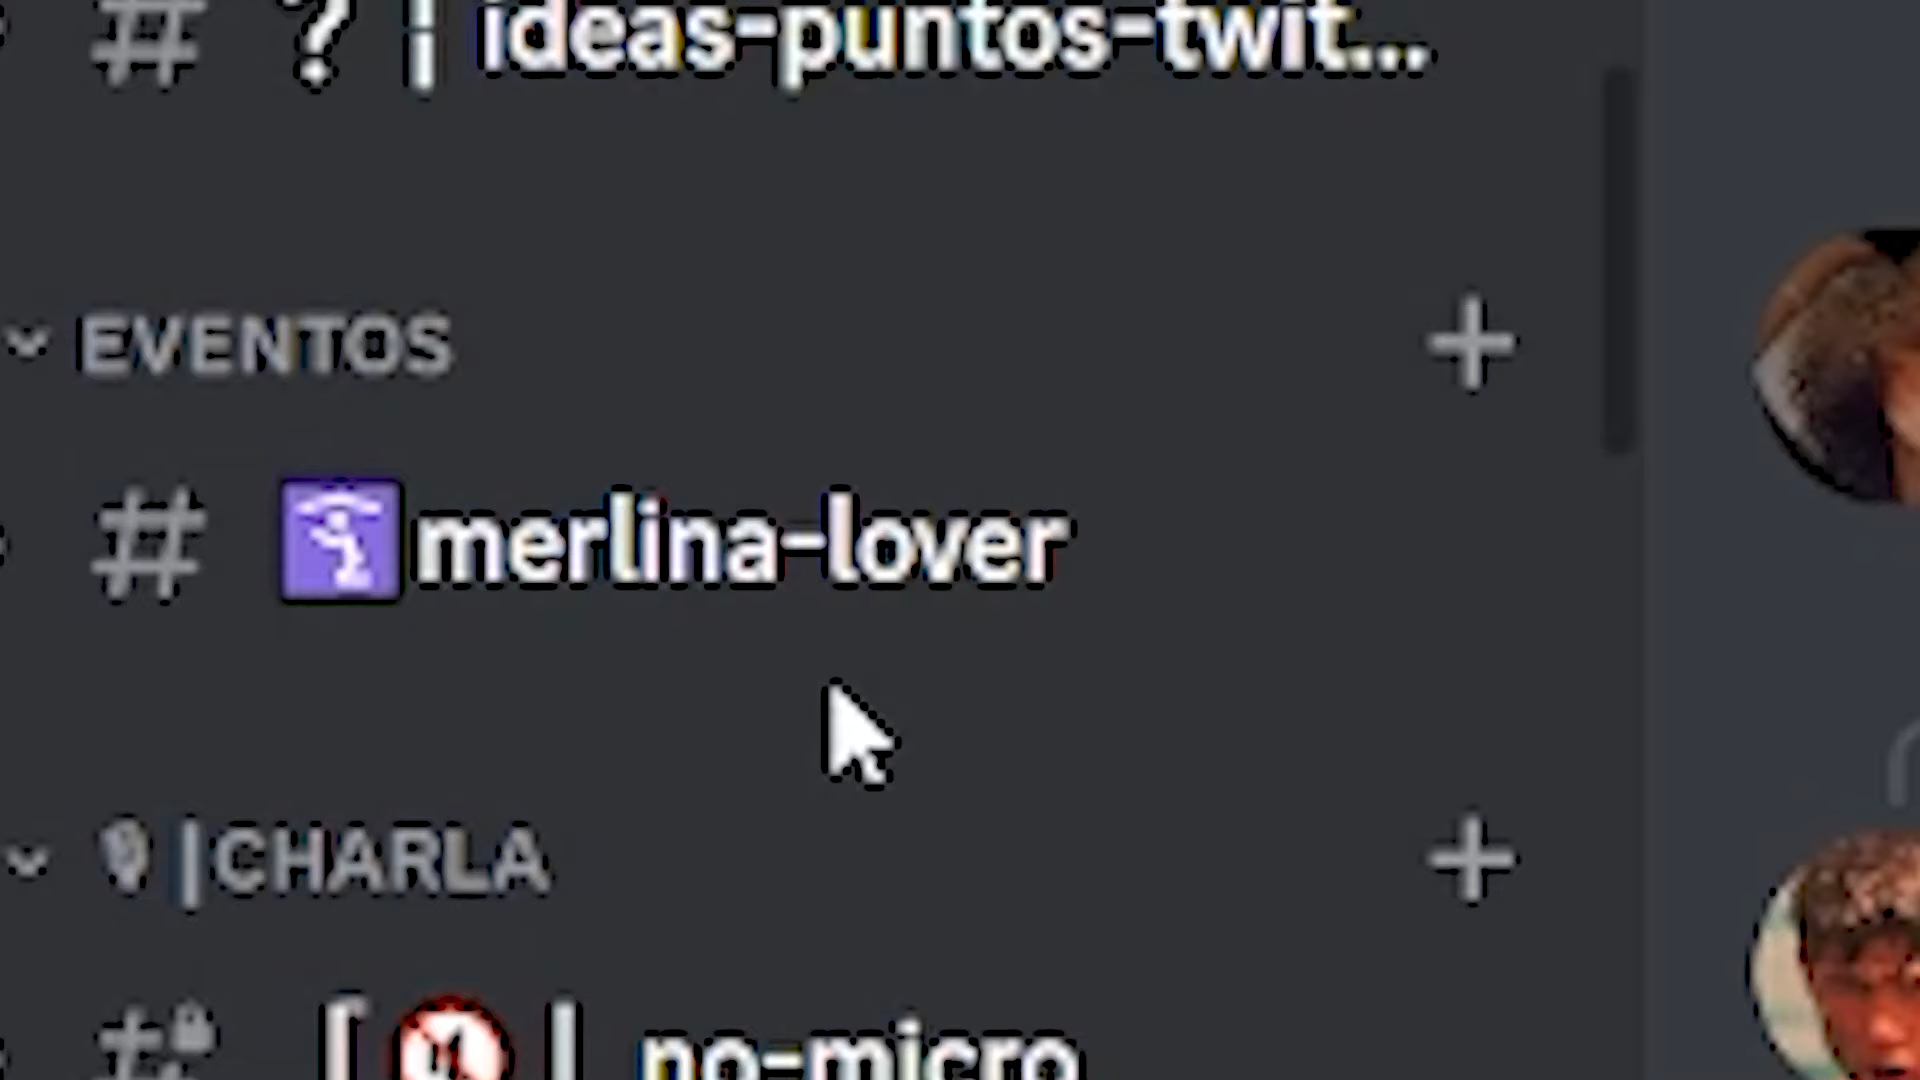 # ? | ideas-puntos-twit...
EVENTOS +
# 🛐merlina-lover
🎙|CHARLA +
# [🔇] no-micro